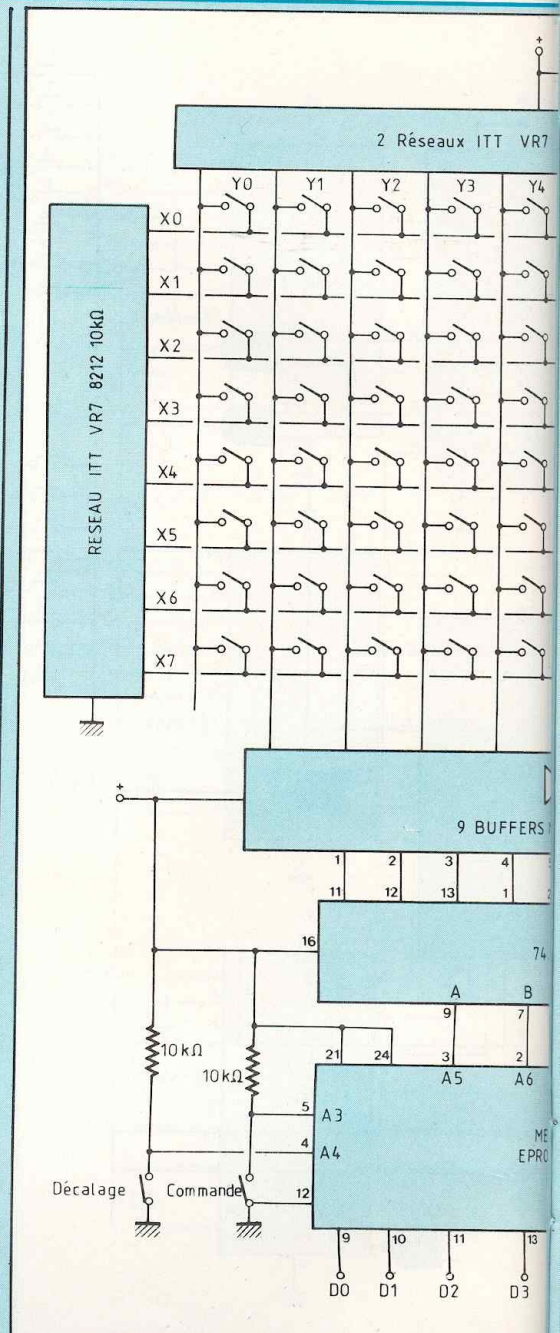 +
2 Réseaux ITT VR7
Y0 Y1 Y2 Y3 Y4
X0
X1
X2
X3
X4
X5
X6
X7
RESEAU ITT VR7 8212 10kΩ
+
9 BUFFERS
1 2 3 4
11 12 13 1
16
74
A B
9 7
10kΩ
10kΩ
21 24 3 2
A5 A6
5 A3
4 A4
12
ME
EPRO
Décalage Commande
9 10 11 13
D0 D1 D2 D3